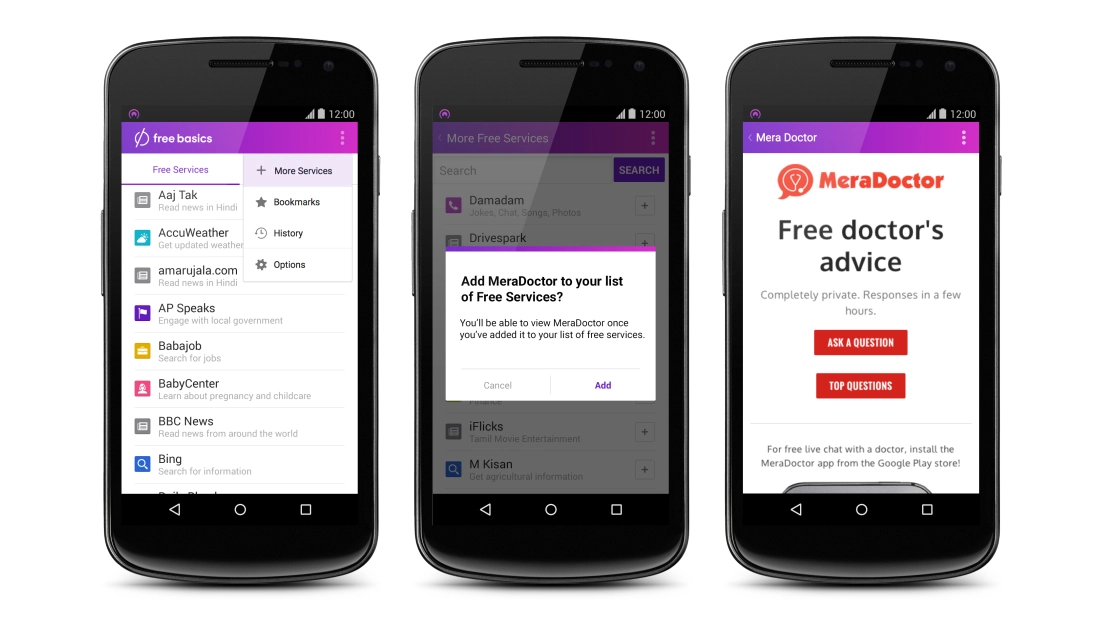 12:00
free basics
Free Services
More Services
Bookmarks
History
Options
Aaj Tak
Read news in Hindi
AccuWeather
Get updated weather
amarujala.com
Read news in Hindi
AP Speaks
Engage with local government
Babajob
Search for jobs
BabyCenter
Learn about pregnancy and childcare
BBC News
Read news from around the world
Bing
Search for information
12:00
More Free Services
Search
SEARCH
Damadam
Jokes, Chat, Songs, Photos
Drivespark
Add MeraDoctor to your list
of Free Services?
You'll be able to view MeraDoctor once
you've added it to your list of free services.
Cancel
Add
Finance
iFlicks
Tamil Movie Entertainment
M Kisan
Get agricultural information
12:00
Mera Doctor
MeraDoctor
Free doctor's
advice
Completely private. Responses in a few
hours.
ASK A QUESTION
TOP QUESTIONS
For free live chat with a doctor, install the
MeraDoctor app from the Google Play store!